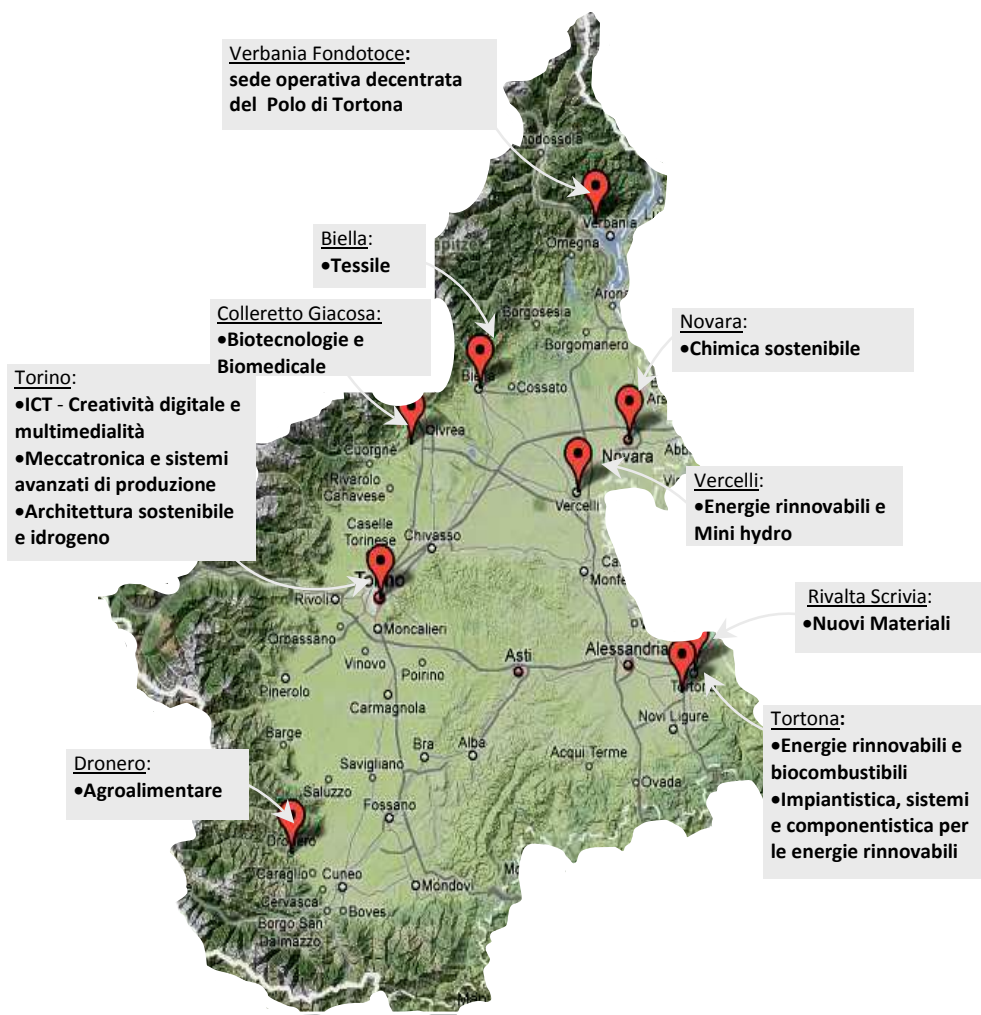 Verbania Fondotoce:
sede operativa decentrata
del Polo di Tortona
Verbania
Omegna
Biella:
•Tessile
Borgosesia
Borgomanero
Colleretto Giacosa:
•Biotecnologie e
Biomedicale
Novara:
•Chimica sostenibile
Cossato
Torino:
•ICT - Creatività digitale e
multimedialità
•Meccatronica e sistemi
avanzati di produzione
•Architettura sostenibile
e idrogeno
Ivrea
Cuorgnè
Rivarolo
Canavese
Novara
Vercelli
Vercelli:
•Energie rinnovabili e
Mini hydro
Caselle
Torinese
Chivasso
Torino
Rivoli
Orbassano
Moncalieri
Vinovo
Poirino
Asti
Alessandria
Rivalta Scrivia:
•Nuovi Materiali
Pinerolo
Carmagnola
Tortona
Novi Ligure
Tortona:
•Energie rinnovabili e
biocombustibili
•Impiantistica, sistemi
e componentistica per
le energie rinnovabili
Barge
Bra
Alba
Acqui Terme
Savigliano
Ovada
Dronero:
•Agroalimentare
Saluzzo
Fossano
Dronero
Caraglio
Cuneo
Mondovì
Cervasca
Boves
Borgo San
Dalmazzo